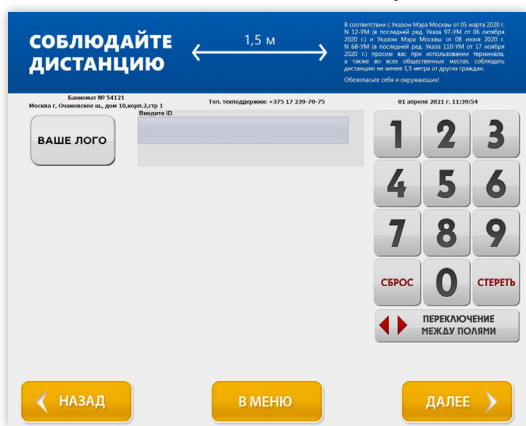 СОБЛЮДАЙТЕ
ДИСТАНЦИЮ
1,5 м
В соответствии с Указом Мэра Москвы от 05 марта 2020 г.
N 12-УМ (в последней ред. Указа 97-УМ от 06 октября
2020 г.) и Указом Мэра Москвы от 08 июня 2020 г.
N 68-УМ (в последней ред. Указа 110-УМ от 17 ноября
2020 г.) просим вас при использовании терминала,
а также во всех общественных местах, соблюдать
дистанцию не менее 1,5 метра от других граждан.
Обезопасьте себя и окружающих!
Банкомат № 54121
Москва г, Очаковское ш., дом 10,корп.2,стр 1
Тел. техподдержки: +375 17 239-70-75
01 апреля 2021 г. 11:39:54
Введите ID
ВАШЕ ЛОГО
1 2 3
4 5 6
7 8 9
СБРОС 0 СТЕРЕТЬ
ПЕРЕКЛЮЧЕНИЕ
МЕЖДУ ПОЛЯМИ
НАЗАД
В МЕНЮ
ДАЛЕЕ